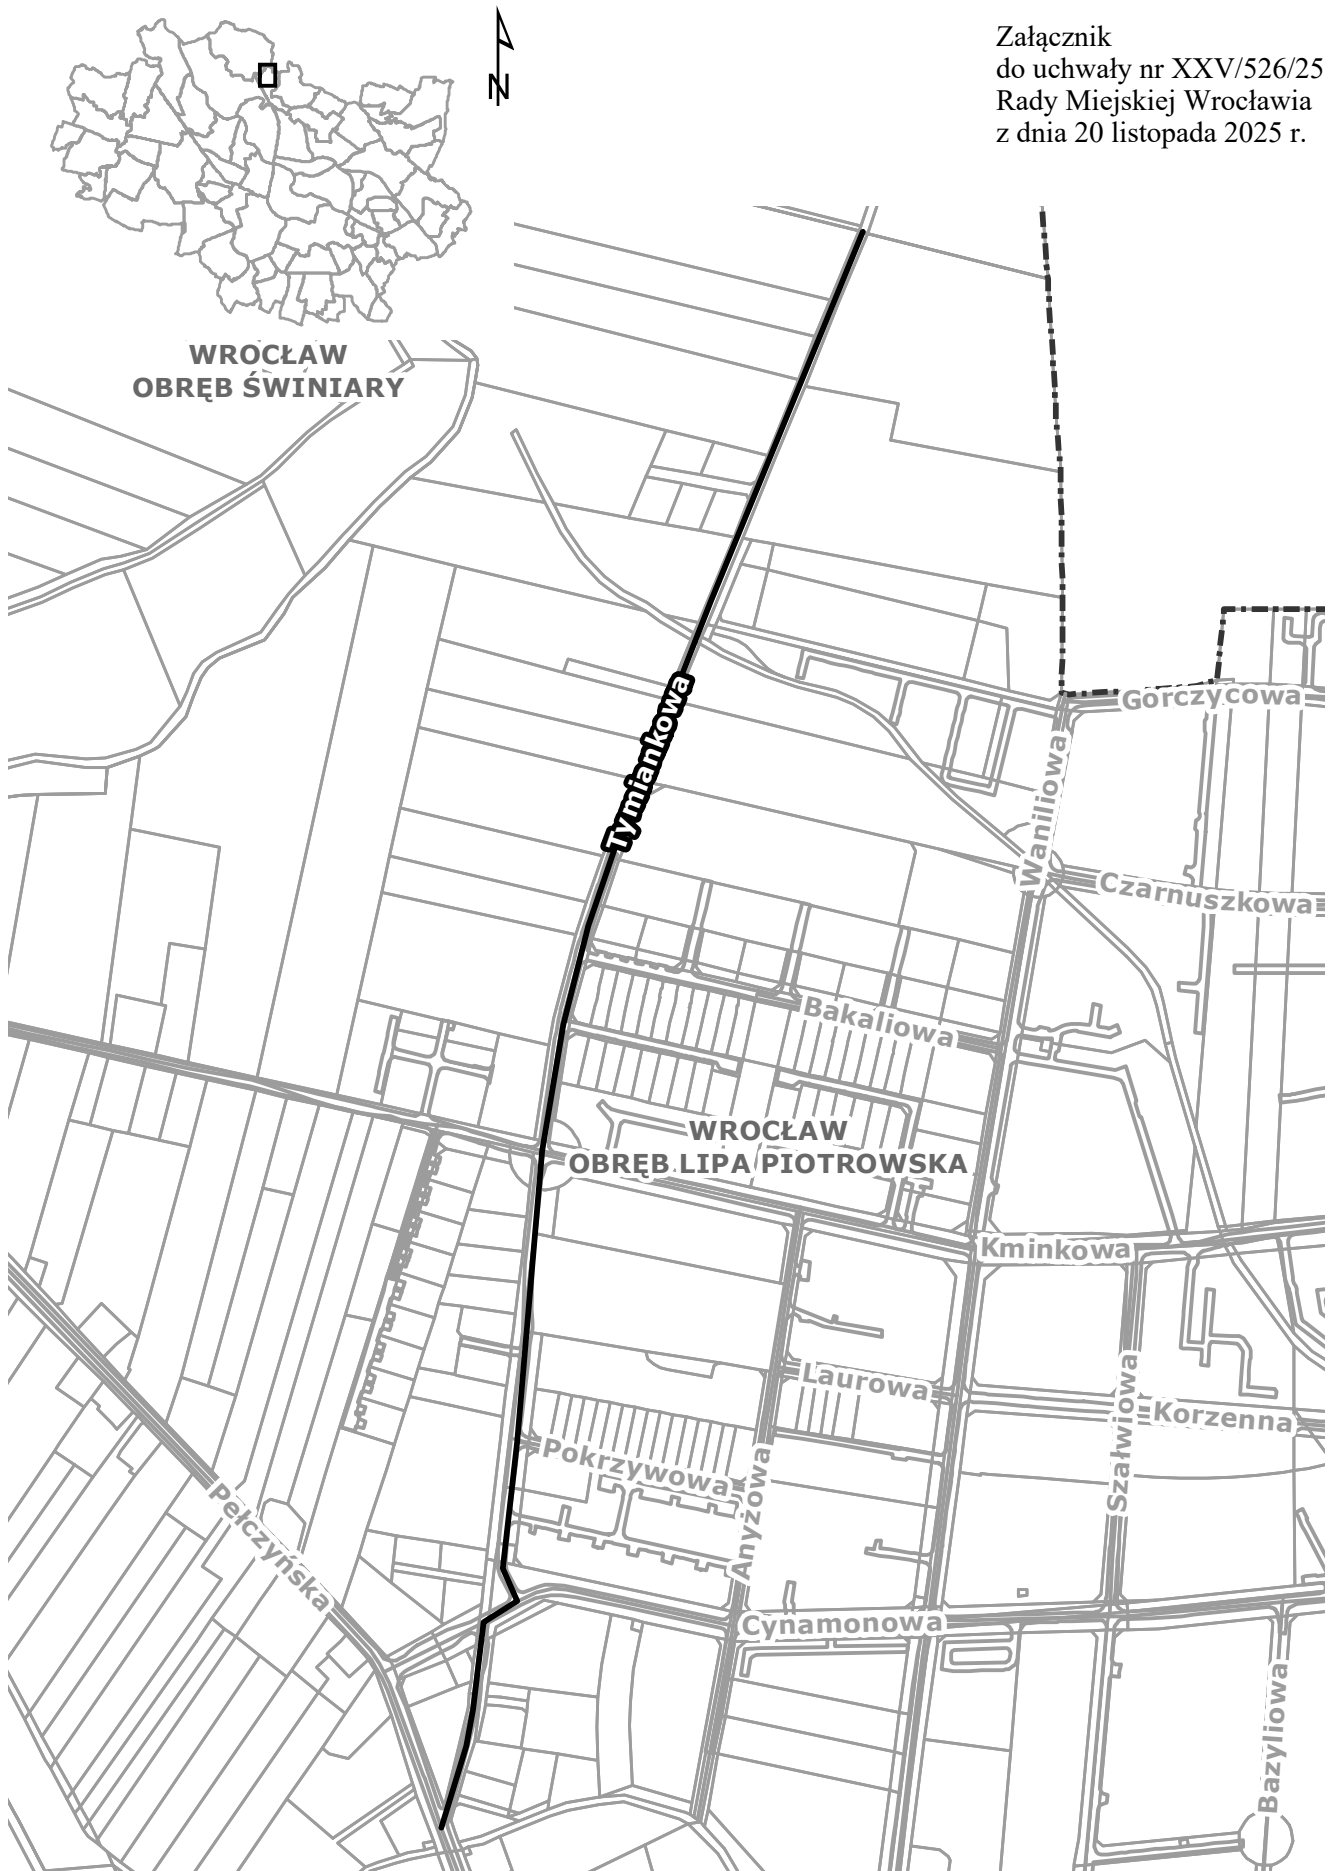 Załącznik
do uchwały nr XXV/526/25
Rady Miejskiej Wrocławia
z dnia 20 listopada 2025 r.
N
WROCŁAW
OBRĘB ŚWINIARY
Tymiankowa
Gorczycowa
Waniliowa
Czarnuszkowa
Bakaliowa
WROCŁAW
OBRĘB LIPA PIOTROWSKA
Kminkowa
Laurowa
Korzenna
Szałwiowa
Pokrzywowa
Anyżowa
Pełczyńska
Cynamonowa
Bazyliowa